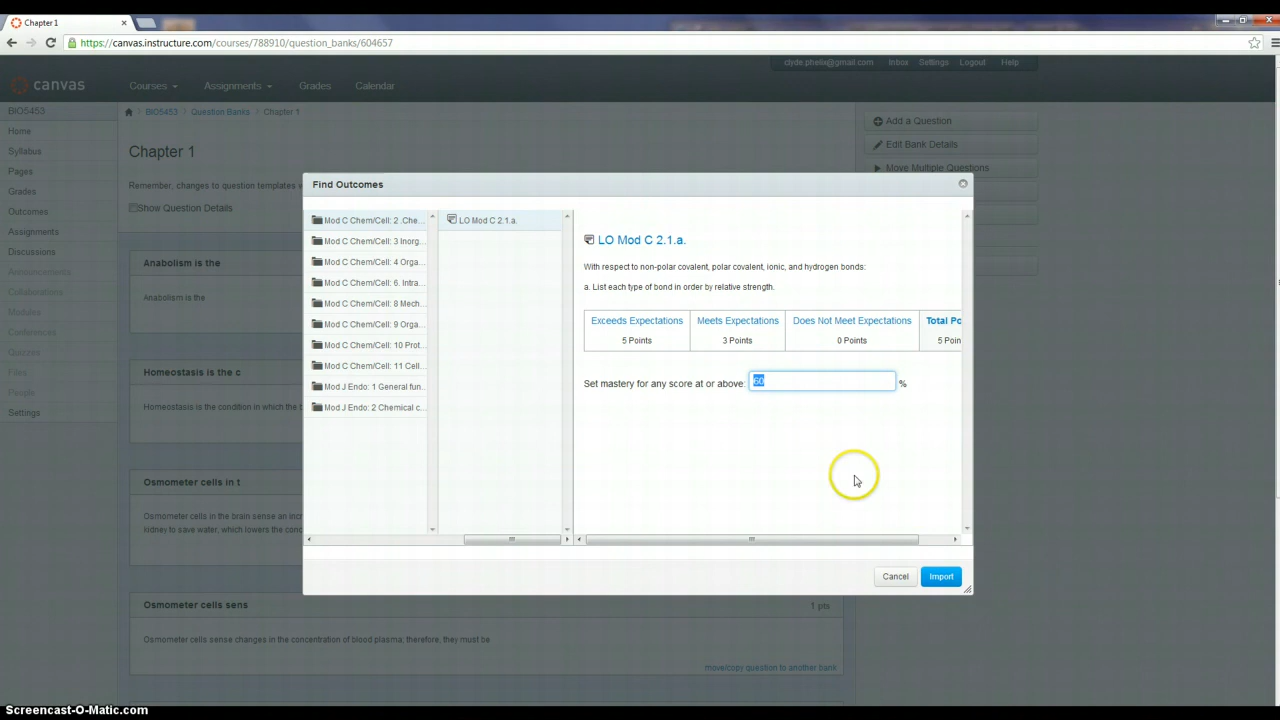 Chapter 1
https://canvas.instructure.com/courses/788910/question_banks/604657
clyde.phelix@gmail.com Inbox Settings Logout Help
canvas Courses Assignments Grades Calendar
BIO5453
BIO5453 Question Banks Chapter 1
Home
Syllabus
Pages
Grades
Outcomes
Assignments
Discussions
Announcements
Collaborations
Modules
Conferences
Quizzes
Files
People
Settings
Chapter 1
Remember, changes to question templates
Show Question Details
Anabolism is the
Anabolism is the
Homeostasis is the c
Homeostasis is the condition in which the
Osmometer cells in t
Osmometer cells in the brain sense an inc
kidney to save water, which lowers the conc
Osmometer cells sens 1 pts
Osmometer cells sense changes in the concentration of blood plasma; therefore, they must be
move/copy question to another bank
Add a Question
Edit Bank Details
Move Multiple Questions
Find Outcomes
Mod C Chem/Cell: 2 .Che...
Mod C Chem/Cell: 3 Inorg...
Mod C Chem/Cell: 4 Orga...
Mod C Chem/Cell: 6. Intra...
Mod C Chem/Cell: 8 Mech...
Mod C Chem/Cell: 9 Orga...
Mod C Chem/Cell: 10 Prot...
Mod C Chem/Cell: 11 Cell...
Mod J Endo: 1 General fun...
Mod J Endo: 2 Chemical c...
LO Mod C 2.1.a.
LO Mod C 2.1.a.
With respect to non-polar covalent, polar covalent, ionic, and hydrogen bonds:
a. List each type of bond in order by relative strength.
Exceeds Expectations Meets Expectations Does Not Meet Expectations Total Po
5 Points 3 Points 0 Points 5 Poin
Set mastery for any score at or above: 60 %
Cancel Import
Screencast-O-Matic.com